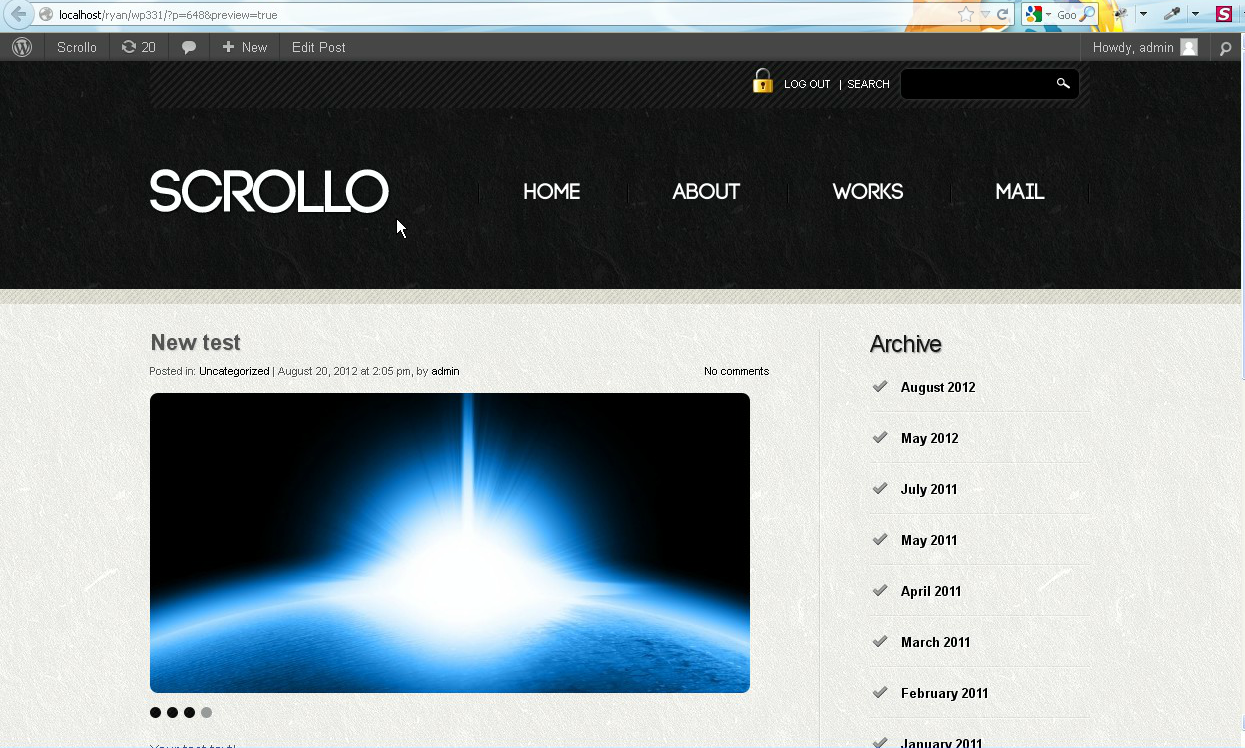 localhost/ryan/wp331/?p=648&preview=true
Goo
S
Scrollo 20 New Edit Post Howdy, admin
LOG OUT | SEARCH
SCROLLO
HOME ABOUT WORKS MAIL
New test
Posted in: Uncategorized | August 20, 2012 at 2:05 pm, by admin No comments
Archive
August 2012
May 2012
July 2011
May 2011
April 2011
March 2011
February 2011
January 2011